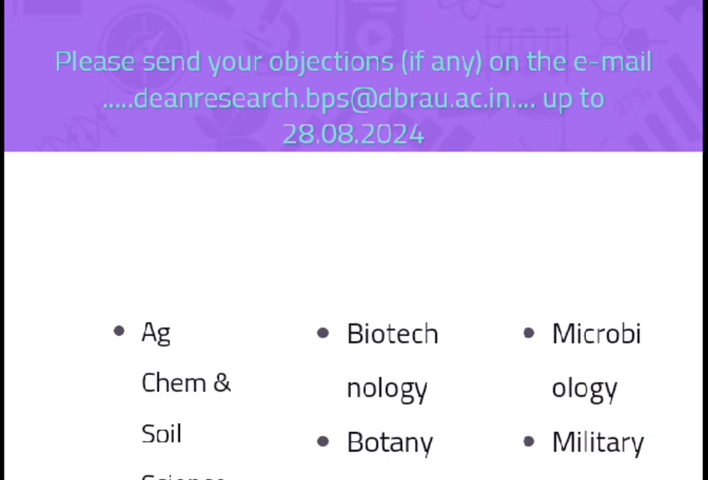 Please send your objections (if any) on the e-mail
.....deanresearch.bps@dbrau.ac.in.... up to
28.08.2024
Ag
Chem &
Soil
Science
Biotech
nology
Botany
Microbi
ology
Military